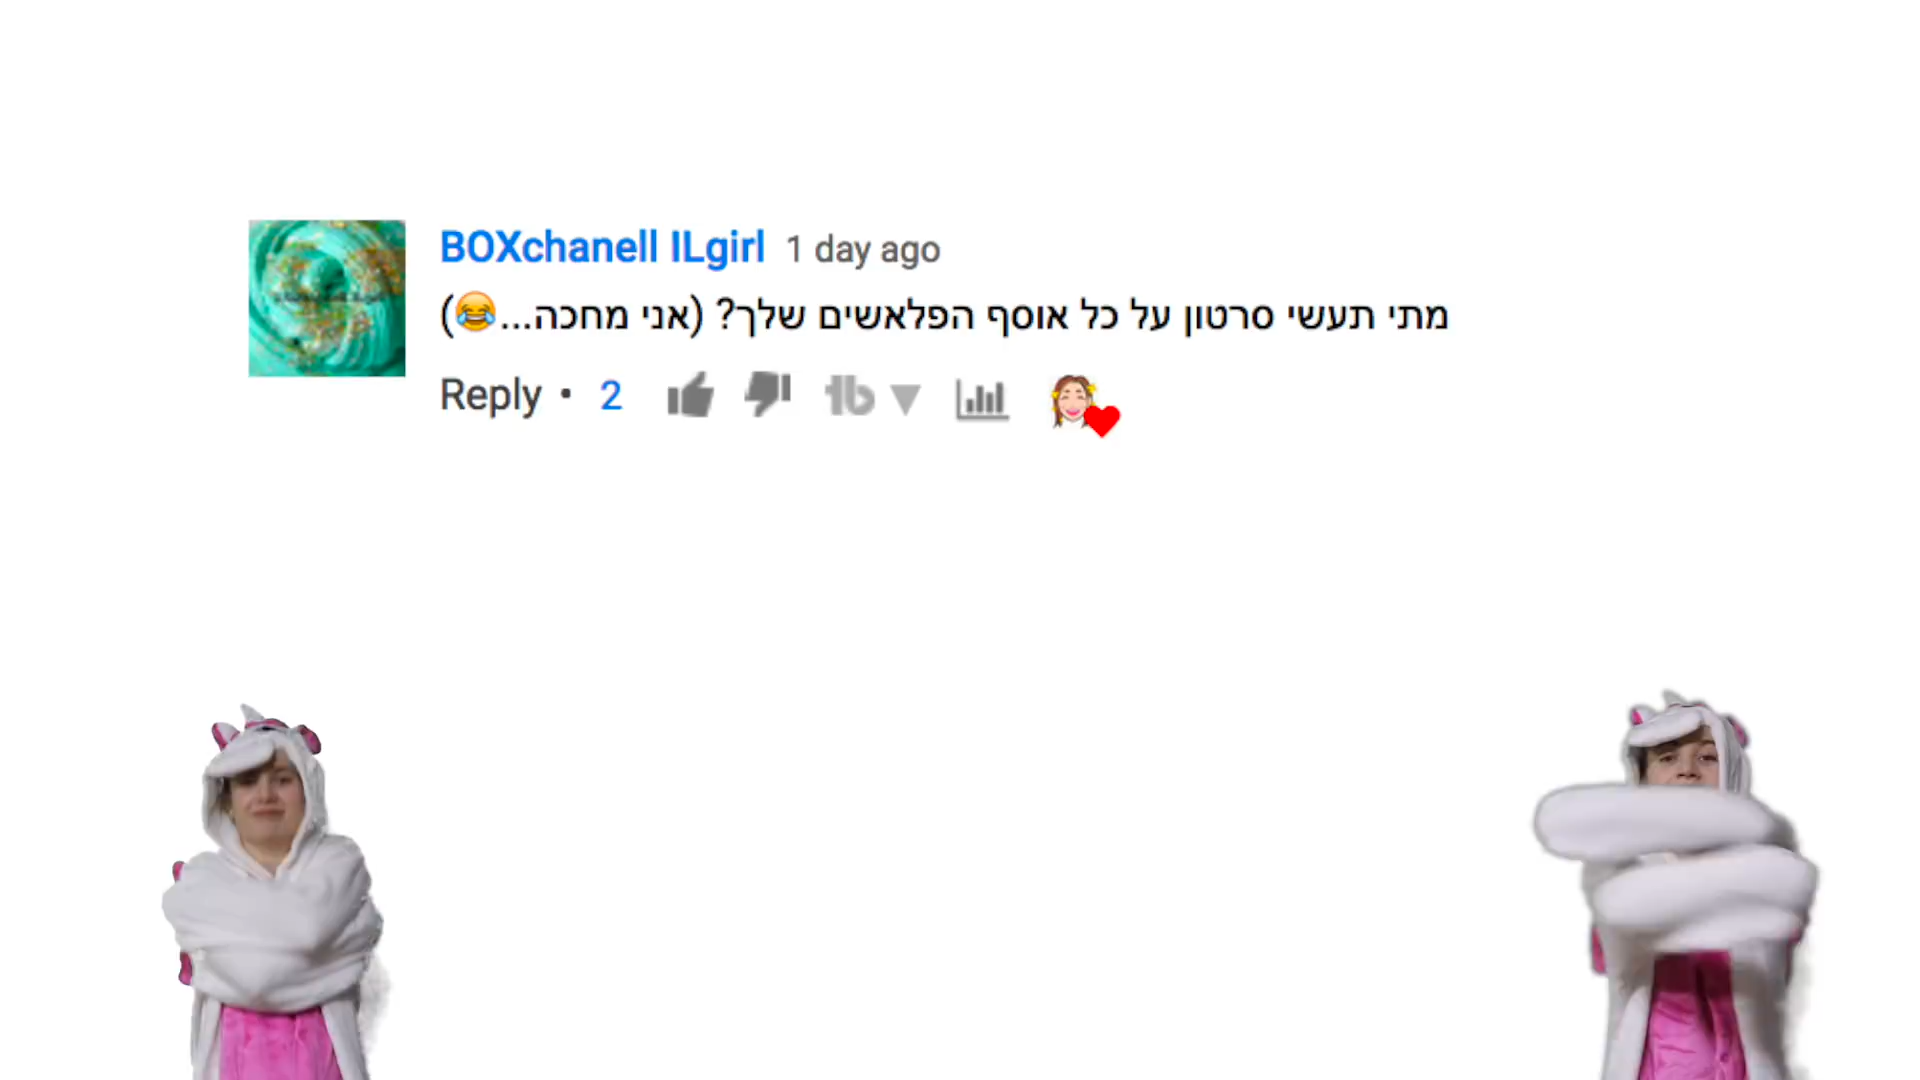 BOXchanell ILgirl 1 day ago
מתי תעשי סרטון על כל אוסף הפלאשים שלך? (אני מחכה...😂)
Reply • 2